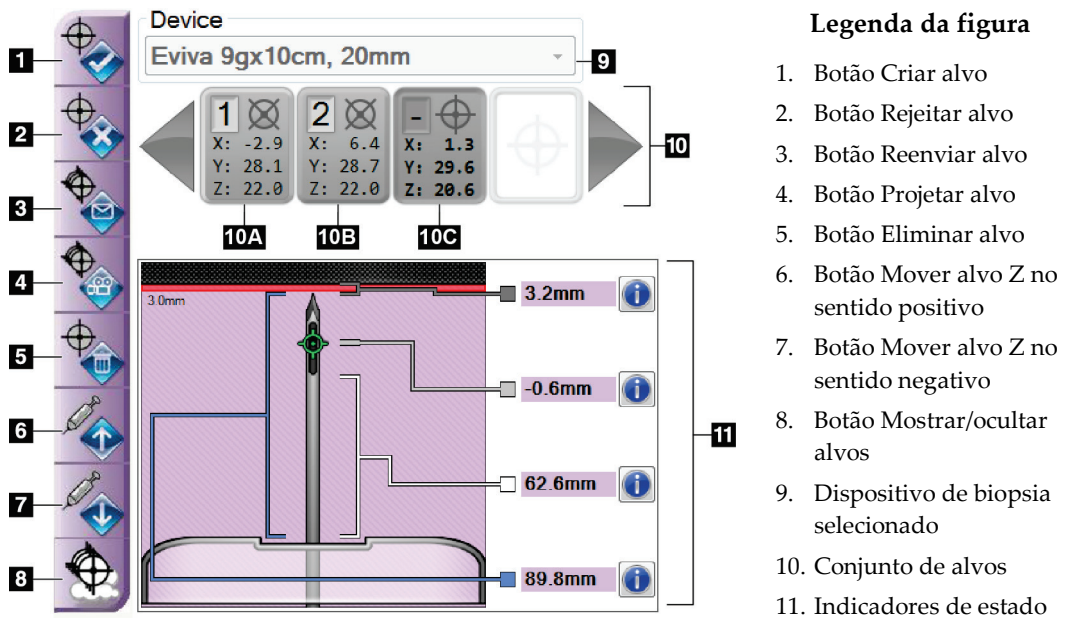 Device
Eviva 9gx10cm, 20mm
1
2
3
4
5
6
7
8
9
10
1
X: -2.9
Y: 28.1
Z: 22.0
2
X: 6.4
Y: 28.7
Z: 22.0
-
X: 1.3
Y: 29.6
Z: 20.6
10A
10B
10C
3.0mm
3.2mm
-0.6mm
62.6mm
89.8mm
11
Legenda da figura
1. Botão Criar alvo
2. Botão Rejeitar alvo
3. Botão Reenviar alvo
4. Botão Projetar alvo
5. Botão Eliminar alvo
6. Botão Mover alvo Z no
sentido positivo
7. Botão Mover alvo Z no
sentido negativo
8. Botão Mostrar/ocultar
alvos
9. Dispositivo de biopsia
selecionado
10. Conjunto de alvos
11. Indicadores de estado